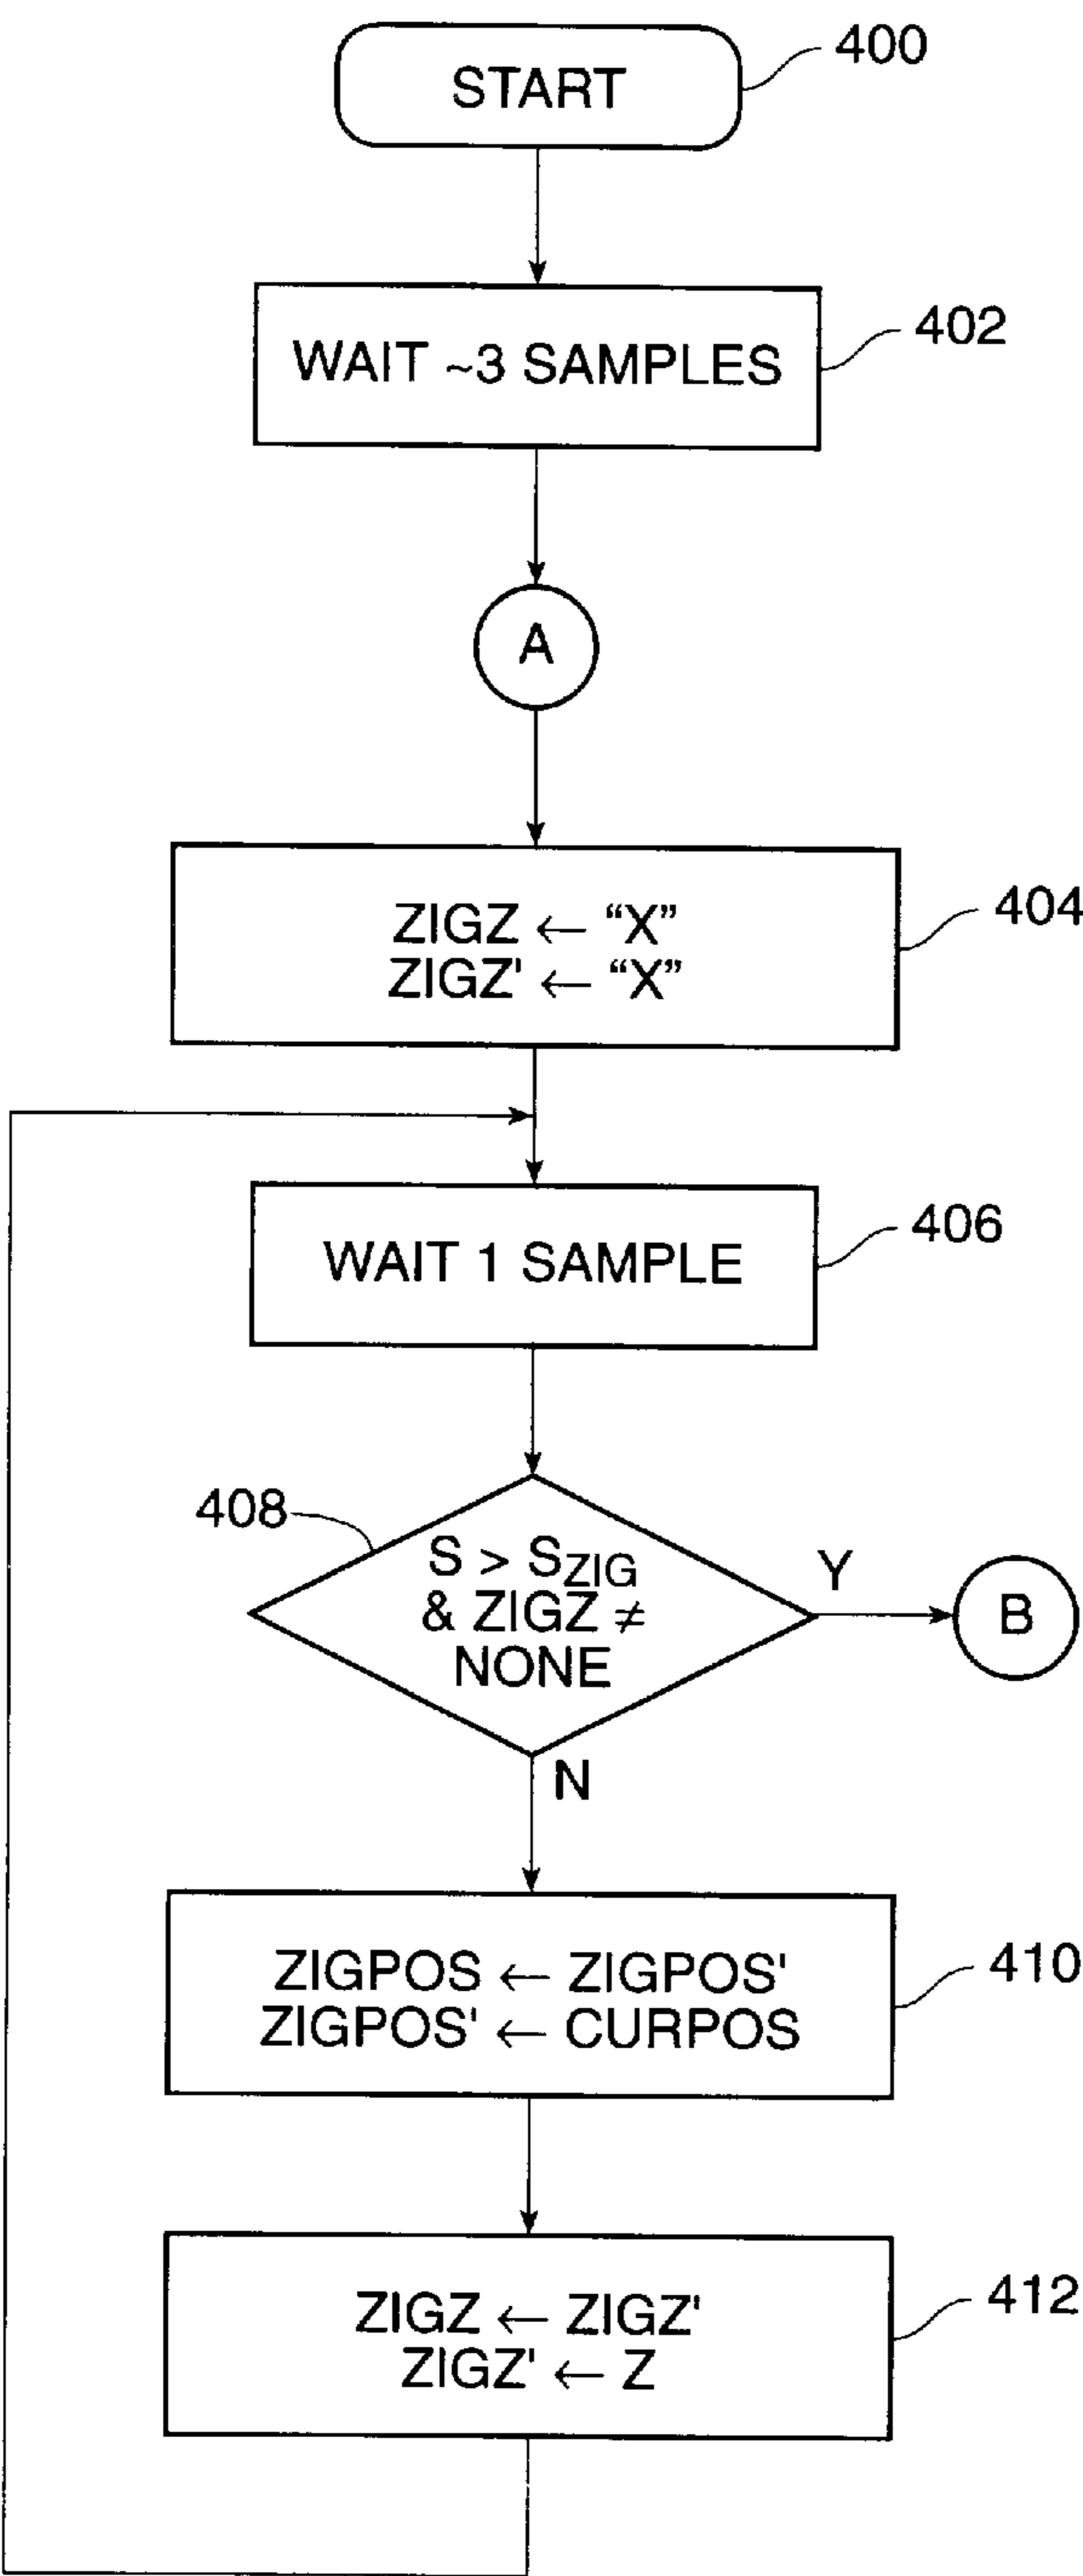 START
400
WAIT ~3 SAMPLES
402
A
ZIGZ ← “X”
ZIGZ' ← “X”
404
WAIT 1 SAMPLE
406
408
S > S_ZIG
& ZIGZ ≠
NONE
Y
B
N
ZIGPOS ← ZIGPOS'
ZIGPOS' ← CURPOS
410
ZIGZ ← ZIGZ'
ZIGZ' ← Z
412